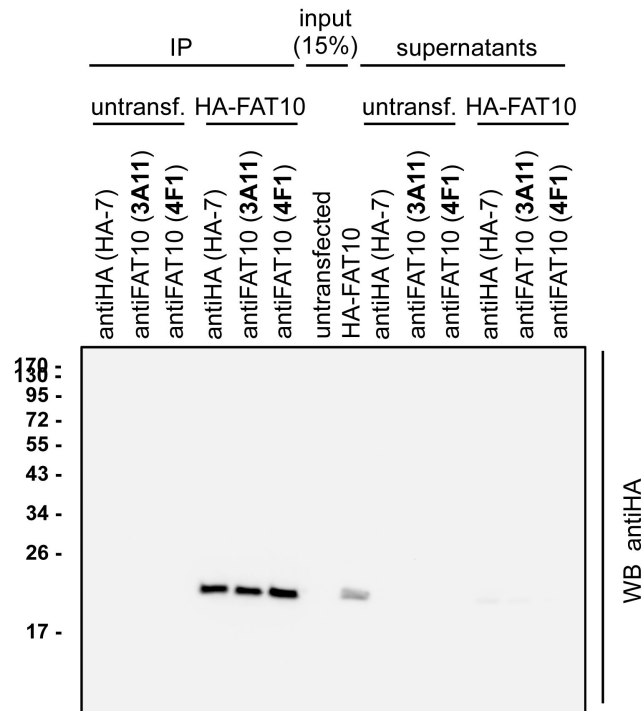 input
IP
(15%)
supernatants
untransf.
HA-FAT10
untransf.
HA-FAT10
antiHA (HA-7)
antiFAT10 (3A11)
antiFAT10 (4F1)
antiHA (HA-7)
antiFAT10 (3A11)
antiFAT10 (4F1)
untransfected
HA-FAT10
antiHA (HA-7)
antiFAT10 (3A11)
antiFAT10 (4F1)
antiHA (HA-7)
antiFAT10 (3A11)
antiFAT10 (4F1)
170 -
130 -
95 -
72 -
55 -
43 -
34 -
26 -
17 -
WB antiHA